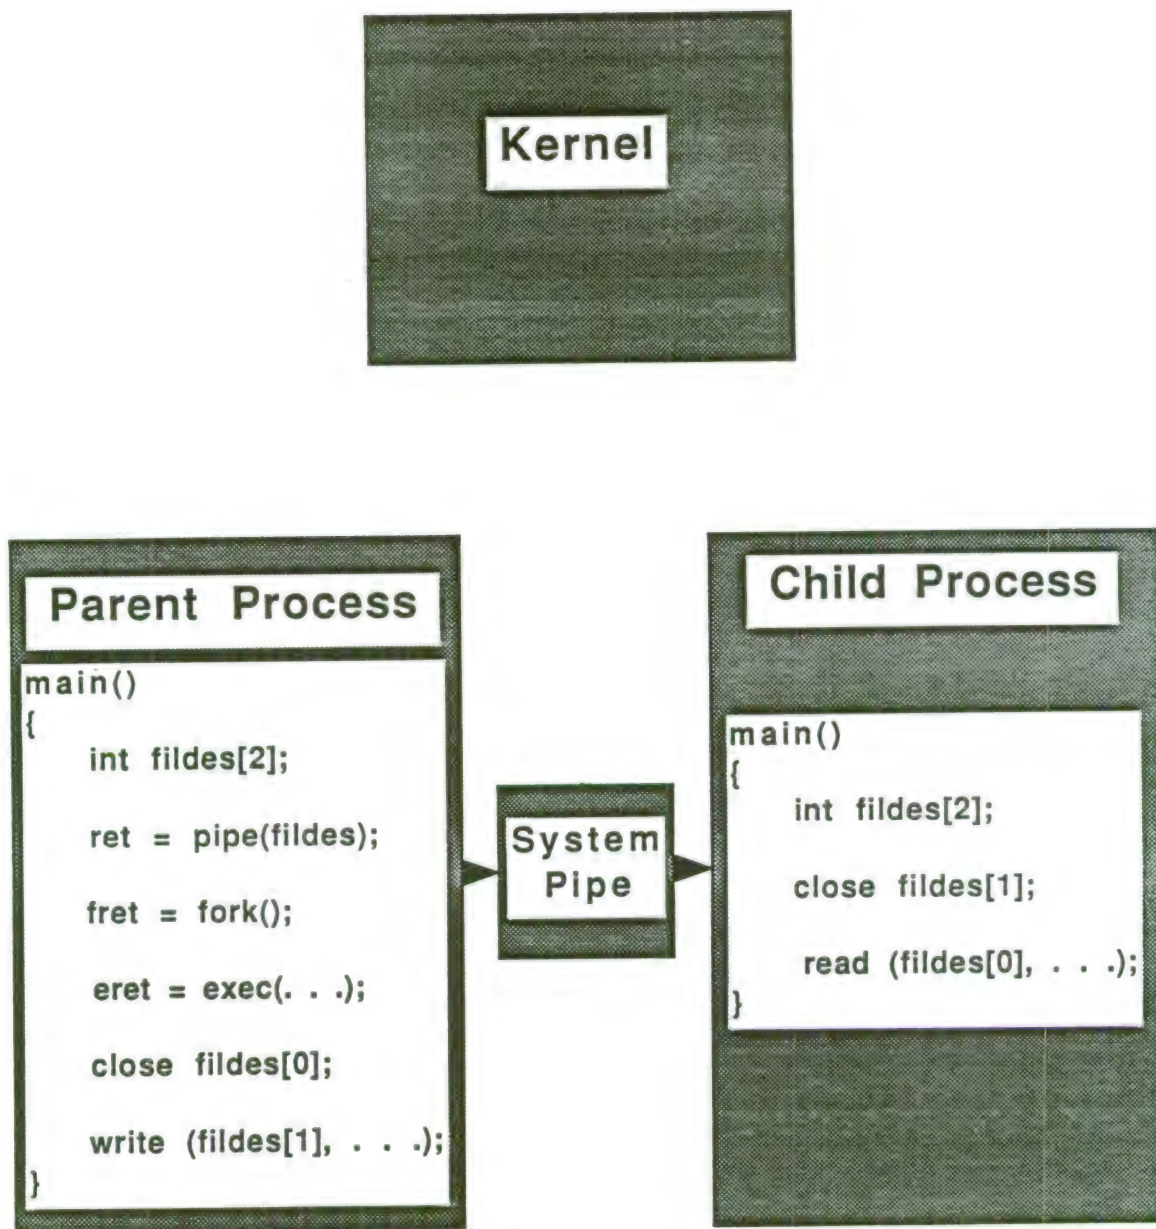 Kernel
Parent Process
main()
{
int fildes[2];
ret = pipe(fildes);
fret = fork();
eret = exec(. . .);
close fildes[0];
write (fildes[1], . . .);
}
System
Pipe
Child Process
main()
{
int fildes[2];
close fildes[1];
read (fildes[0], . . .);
}